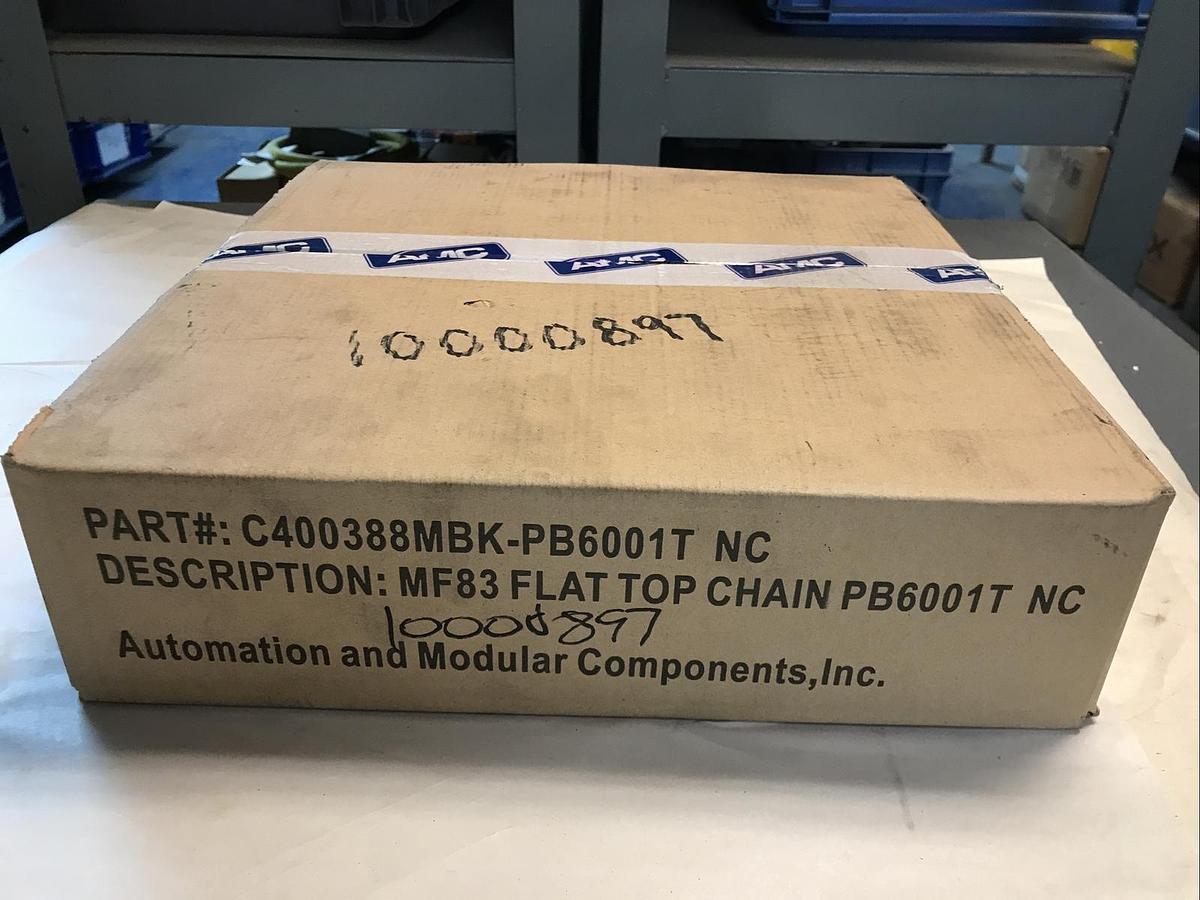 AMC AMC AMC AMC AMC
10000897
PART#: C400388MBK-PB6001T NC
DESCRIPTION: MF83 FLAT TOP CHAIN PB6001T NC
10000897
Automation and Modular Components,Inc.